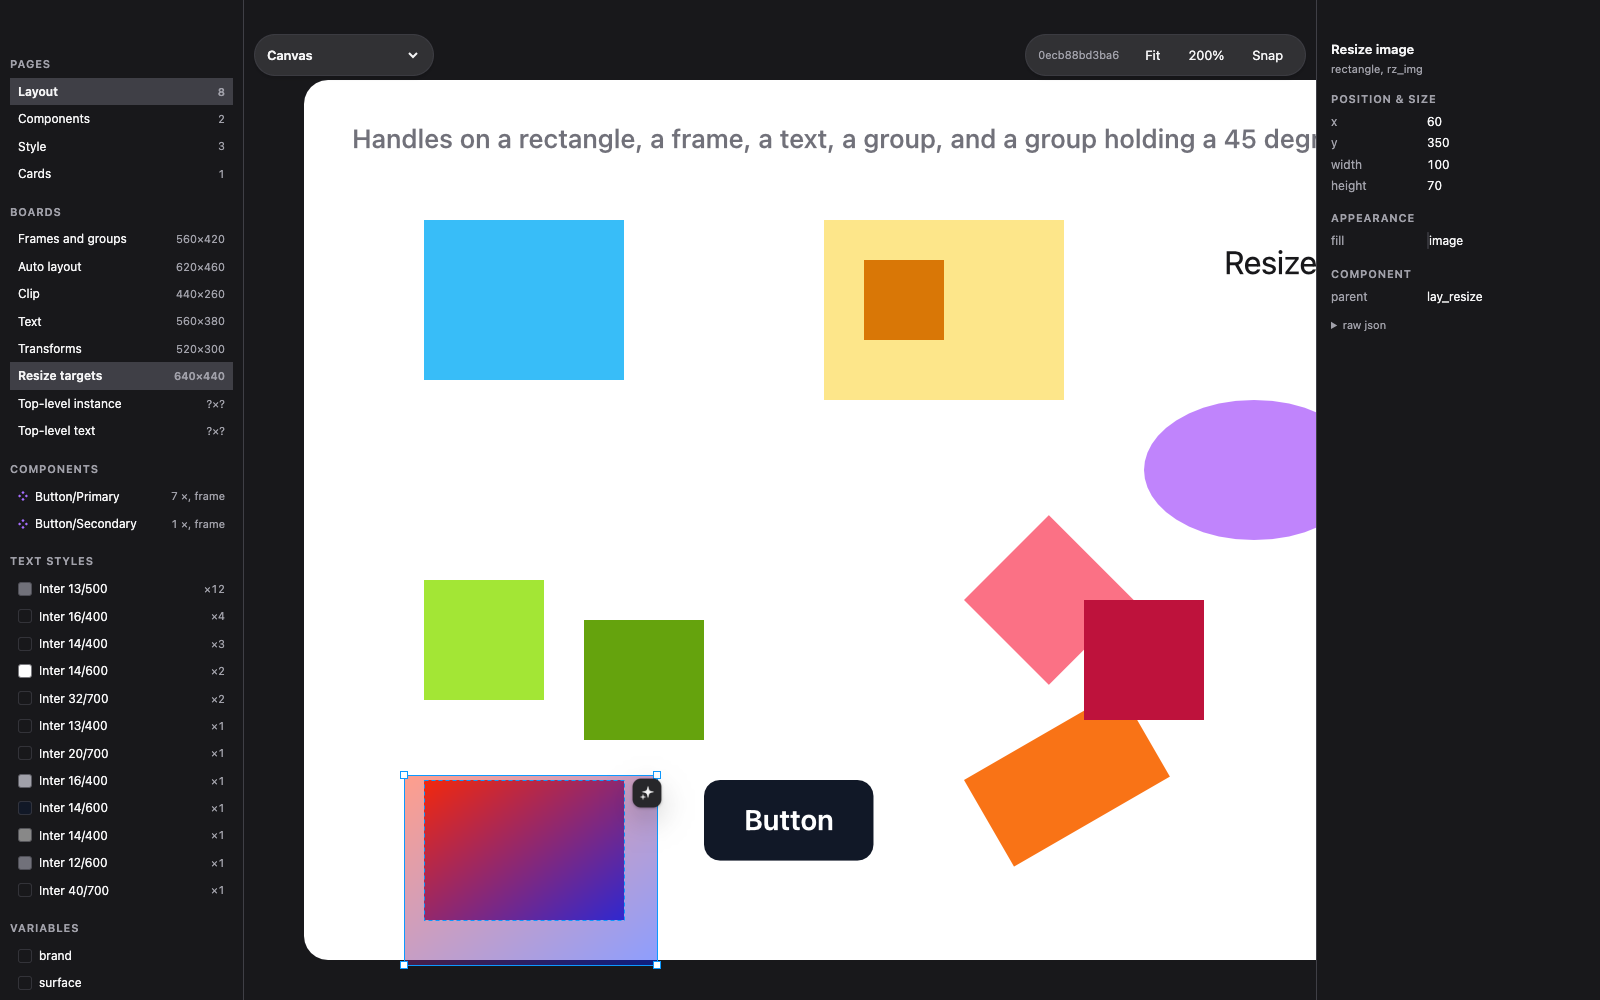 PAGES
Layout 8
Components 2
Style 3
Cards 1
BOARDS
Frames and groups 560×420
Auto layout 620×460
Clip 440×260
Text 560×380
Transforms 520×300
Resize targets 640×440
Top-level instance ?×?
Top-level text ?×?
COMPONENTS
Button/Primary 7 ×, frame
Button/Secondary 1 ×, frame
TEXT STYLES
Inter 13/500 ×12
Inter 16/400 ×4
Inter 14/400 ×3
Inter 14/600 ×2
Inter 32/700 ×2
Inter 13/400 ×1
Inter 20/700 ×1
Inter 16/400 ×1
Inter 14/600 ×1
Inter 14/400 ×1
Inter 12/600 ×1
Inter 40/700 ×1
VARIABLES
brand
surface
Canvas
0ecb88bd3ba6 Fit 200% Snap
Handles on a rectangle, a frame, a text, a group, and a group holding a 45 degr
Resize
Button
Resize image
rectangle, rz_img
POSITION & SIZE
x 60
y 350
width 100
height 70
APPEARANCE
fill image
COMPONENT
parent lay_resize
raw json